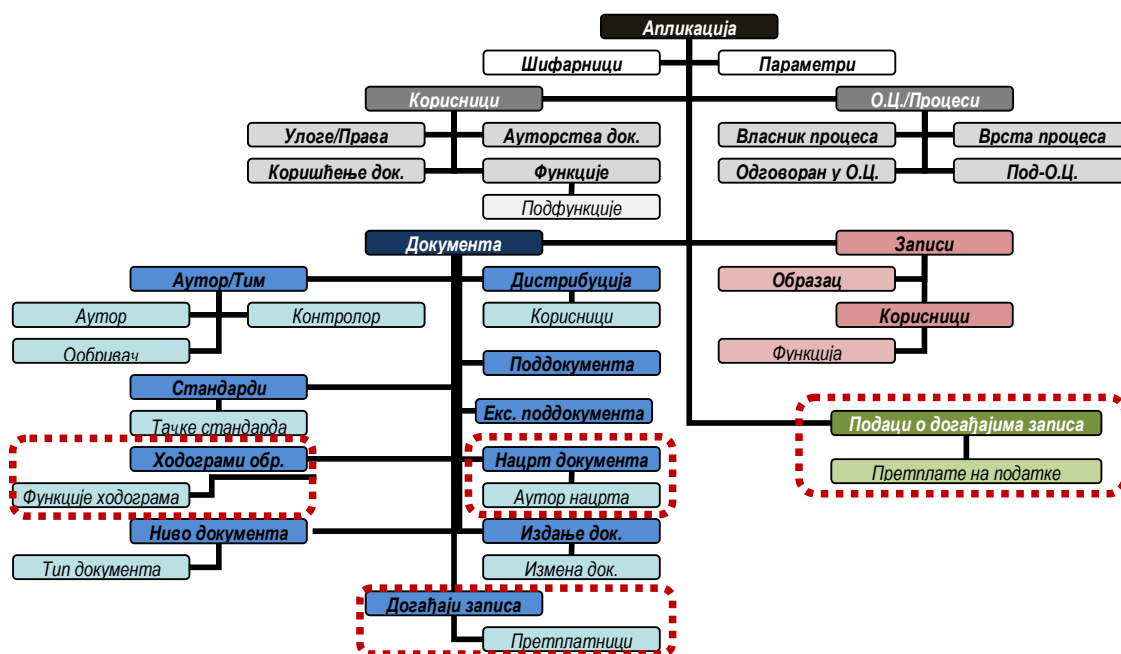 Апликација
Шифарници
Параметри
Корисници
О.Ц./Процеси
Улоге/Права
Ауторства док.
Власник процеса
Врста процеса
Коришћење док.
Функције
Одговоран у О.Ц.
Под-О.Ц.
Подфункције
Документа
Записи
Аутор/Тим
Дистрибуција
Образац
Аутор
Контролор
Корисници
Корисници
Ообривач
Функција
Поддокумента
Стандарди
Екс. поддокумента
Тачке стандарда
Подаци о догађајима записа
Ходограми обр.
Нацрт документа
Претплате на податке
Функције ходограма
Аутор нацрта
Ниво документа
Издање док.
Тип документа
Измена док.
Догађаји записа
Претплатници